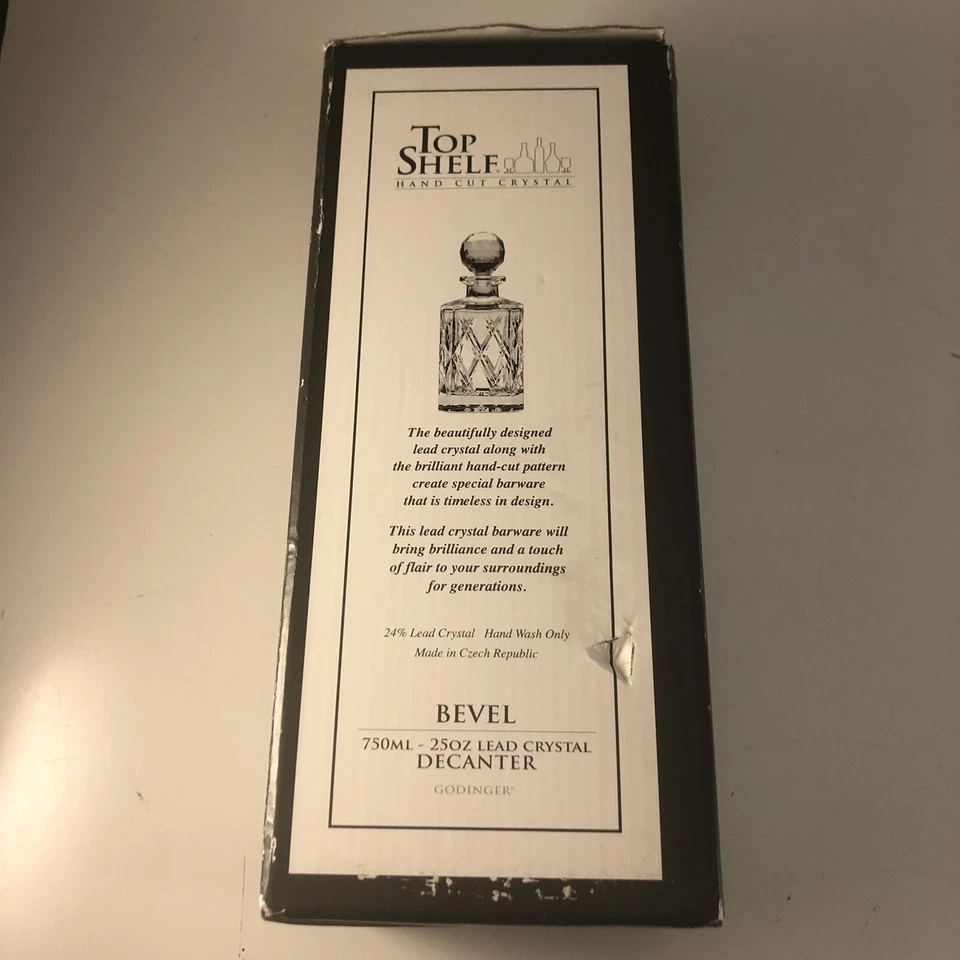 TOP
SHELF®
HAND CUT CRYSTAL
The beautifully designed
lead crystal along with
the brilliant hand-cut pattern
create special barware
that is timeless in design.
This lead crystal barware will
bring brilliance and a touch
of flair to your surroundings
for generations.
24% Lead Crystal Hand Wash Only
Made in Czech Republic
BEVEL
750ML - 25OZ LEAD CRYSTAL
DECANTER
GODINGER®